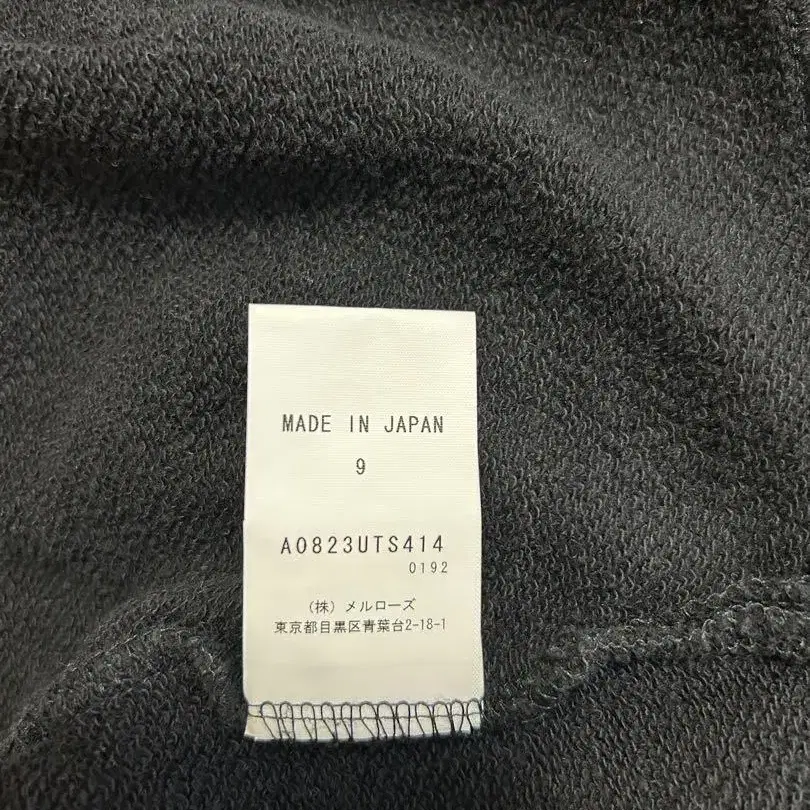 MADE IN JAPAN
9
A0823UTS414
0192
(株) メルローズ
東京都目黒区青葉台2-18-1